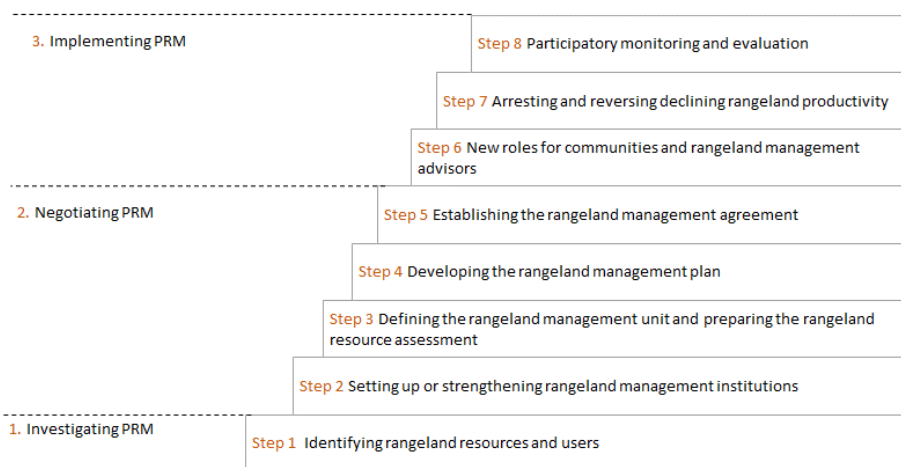 3. Implementing PRM
Step 8 Participatory monitoring and evaluation
Step 7 Arresting and reversing declining rangeland productivity
Step 6 New roles for communities and rangeland management
advisors
2. Negotiating PRM
Step 5 Establishing the rangeland management agreement
Step 4 Developing the rangeland management plan
Step 3 Defining the rangeland management unit and preparing the rangeland
resource assessment
Step 2 Setting up or strengthening rangeland management institutions
1. Investigating PRM
Step 1 Identifying rangeland resources and users